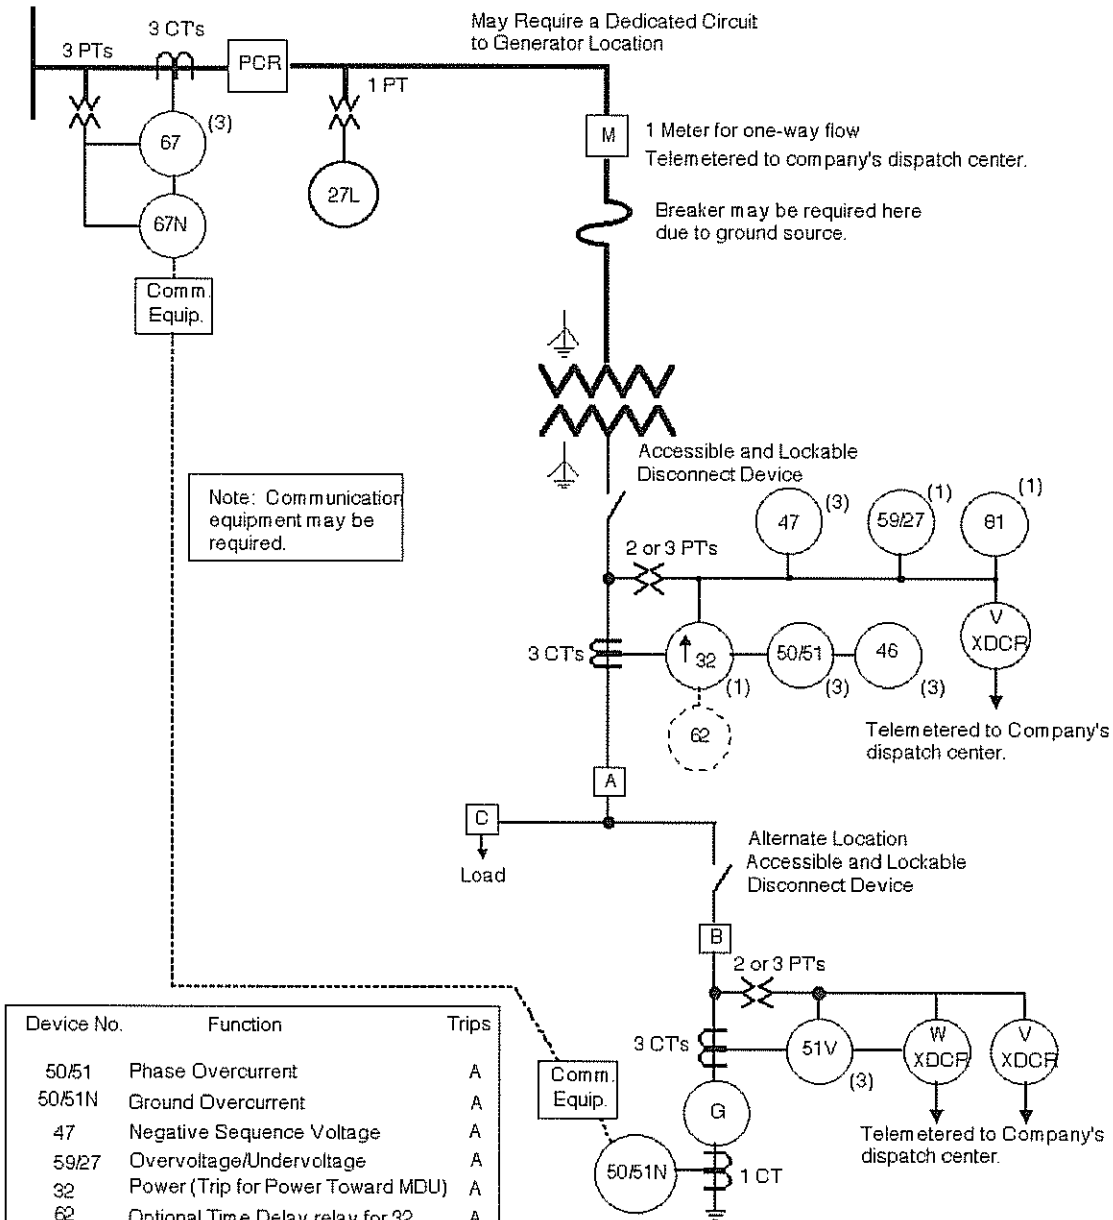 May Require a Dedicated Circuit
to Generator Location
3 CT's
3 PTs
PCR
1 PT
67
(3)
27L
67N
M
1 Meter for one-way flow
Telemetered to company's dispatch center.
Breaker may be required here
due to ground source.
Comm.
Equip.
Accessible and Lockable
Disconnect Device
Note: Communication
equipment may be
required.
47
(3)
59/27
(1)
81
(1)
2 or 3 PT's
V
XDCR
3 CT's
32
(1)
50/51
(3)
46
(3)
62
Telemetered to Company's
dispatch center.
A
C
Load
Alternate Location
Accessible and Lockable
Disconnect Device
B
2 or 3 PT's
3 CT's
51V
(3)
W
XDCR
V
XDCR
G
Telemetered to Company's
dispatch center.
Comm.
Equip.
50/51N
1 CT
Device No. Function Trips
50/51 Phase Overcurrent A
50/51N Ground Overcurrent A
47 Negative Sequence Voltage A
59/27 Overvoltage/Undervoltage A
32 Power (Trip for Power Toward MDU) A
62 Optional Time Delay relay for 32 A